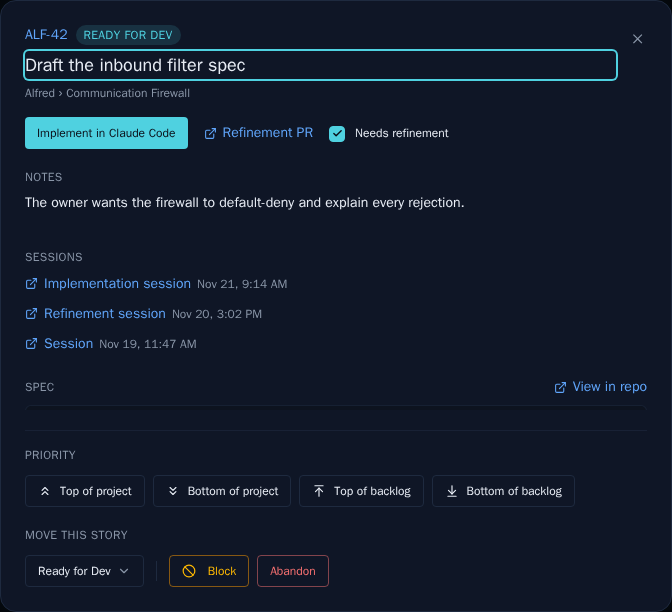 ALF-42 READY FOR DEV
Draft the inbound filter spec
Alfred › Communication Firewall
Implement in Claude Code Refinement PR Needs refinement
NOTES
The owner wants the firewall to default-deny and explain every rejection.
SESSIONS
Implementation session Nov 21, 9:14 AM
Refinement session Nov 20, 3:02 PM
Session Nov 19, 11:47 AM
SPEC View in repo
PRIORITY
Top of project Bottom of project Top of backlog Bottom of backlog
MOVE THIS STORY
Ready for Dev Block Abandon